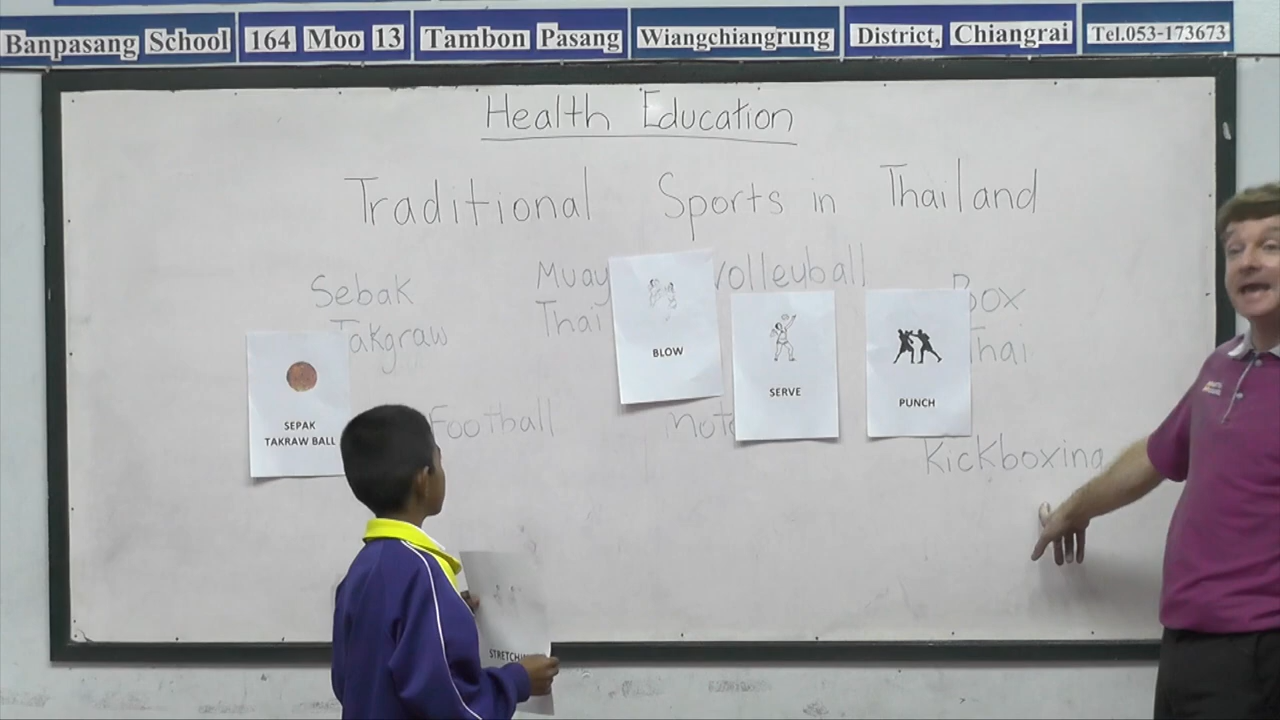 Banpasang School 164 Moo 13 Tambon Pasang Wiangchiangrung District, Chiangrai Tel.053-173673
Health Education
Traditional Sports in Thailand
Sebak Muay Volleyball Box
Takgraw Thai Thai
BLOW
SERVE
PUNCH
SEPAK
TAKRAW BALL
Football
Kickboxing